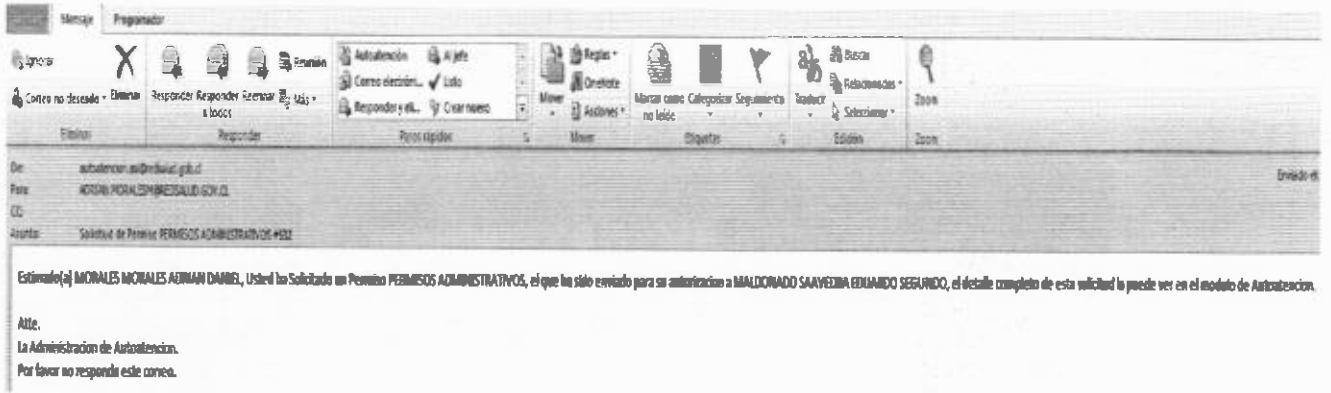 Mensaje Programador
Ignorar
Correo no deseado Eliminar
Responder Responder a todos Reenviar Reunión Más
Autoatención Al jefe
Correo electrón... Listo
Responder y eli... Crear nuevo
Mover Reglas OneNote Acciones
Marcar como no leído Categorizar Seguimiento
Traducir Buscar Relacionadas Seleccionar
Zoom
Eliminar Responder Pasos rápidos Mover Etiquetas Edición Zoom
De:
Enviado el
Para: ADRIAN.MORALESM@REDSALUD.GOV.CL
CC:
Asunto: Solicitud de Permiso PERMISOS ADMINISTRATIVOS
Estimado(a) MORALES MORALES ADRIAN DANIEL, Usted ha Solicitado un Permiso PERMISOS ADMINISTRATIVOS, el que ha sido enviado para su autorizacion a MALDONADO SAAVEDRA EDUARDO SEGUNDO, el detalle completo de esta solicitud lo puede ver en el modulo de Autoatencion.
Atte.
La Administracion de Autoatencion.
Por favor no responda este correo.